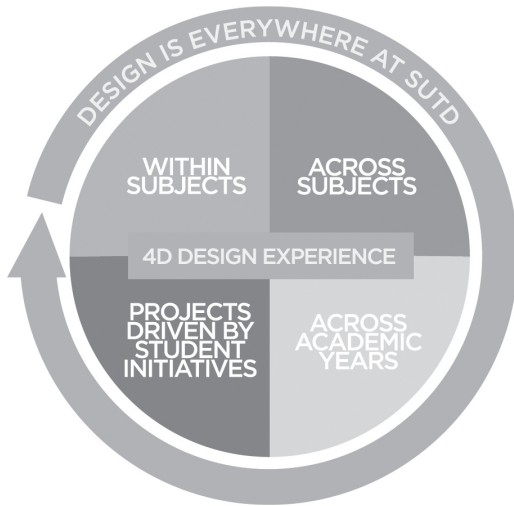 DESIGN IS EVERYWHERE AT SUTD
WITHIN
SUBJECTS
ACROSS
SUBJECTS
4D DESIGN EXPERIENCE
PROJECTS
DRIVEN BY
STUDENT
INITIATIVES
ACROSS
ACADEMIC
YEARS